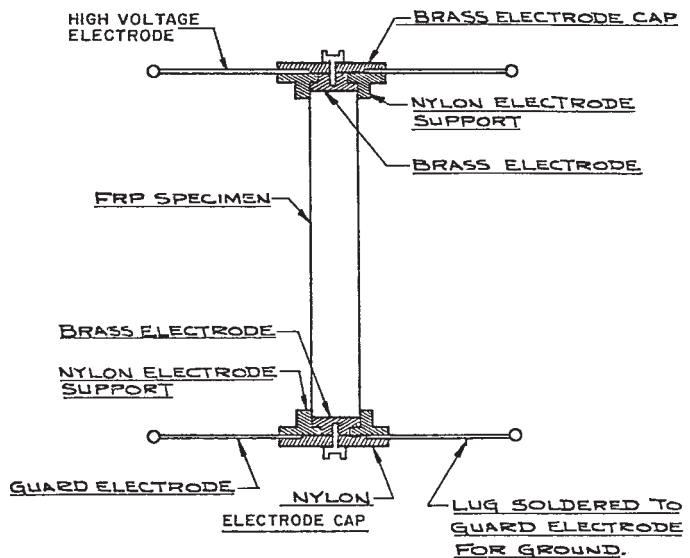 HIGH VOLTAGE
ELECTRODE
BRASS ELECTRODE CAP
NYLON ELECTRODE
SUPPORT
BRASS ELECTRODE
FRP SPECIMEN
BRASS ELECTRODE
NYLON ELECTRODE
SUPPORT
GUARD ELECTRODE
NYLON
ELECTRODE CAP
LUG SOLDERED TO
GUARD ELECTRODE
FOR GROUND.